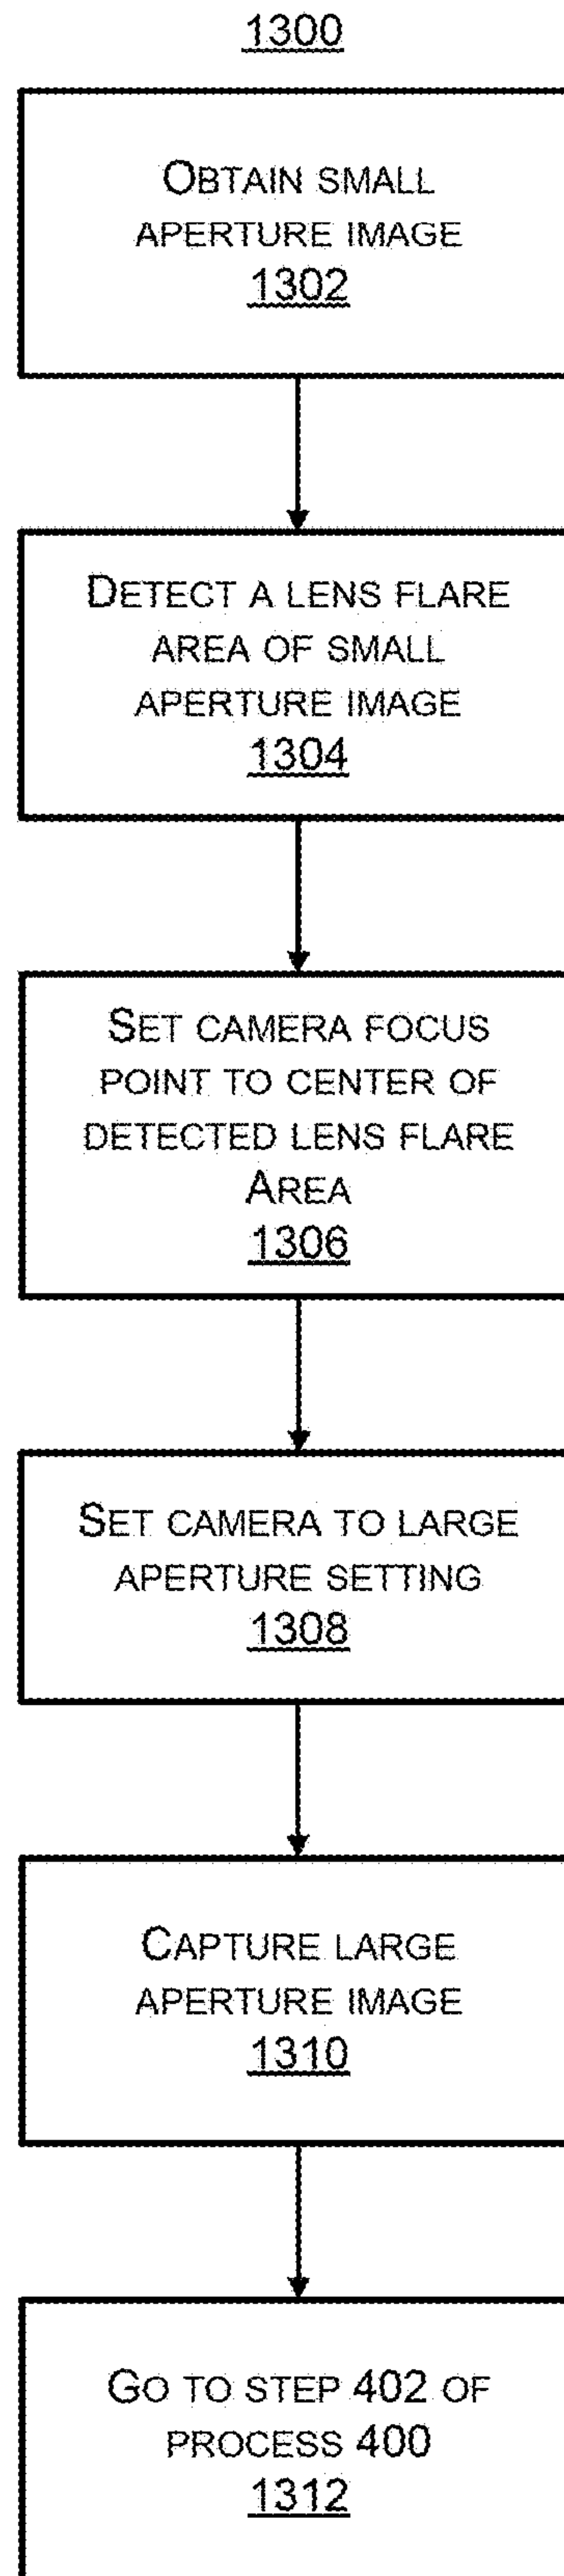 1300
OBTAIN SMALL
APERTURE IMAGE
1302
DETECT A LENS FLARE
AREA OF SMALL
APERTURE IMAGE
1304
SET CAMERA FOCUS
POINT TO CENTER OF
DETECTED LENS FLARE
AREA
1306
SET CAMERA TO LARGE
APERTURE SETTING
1308
CAPTURE LARGE
APERTURE IMAGE
1310
GO TO STEP 402 OF
PROCESS 400
1312